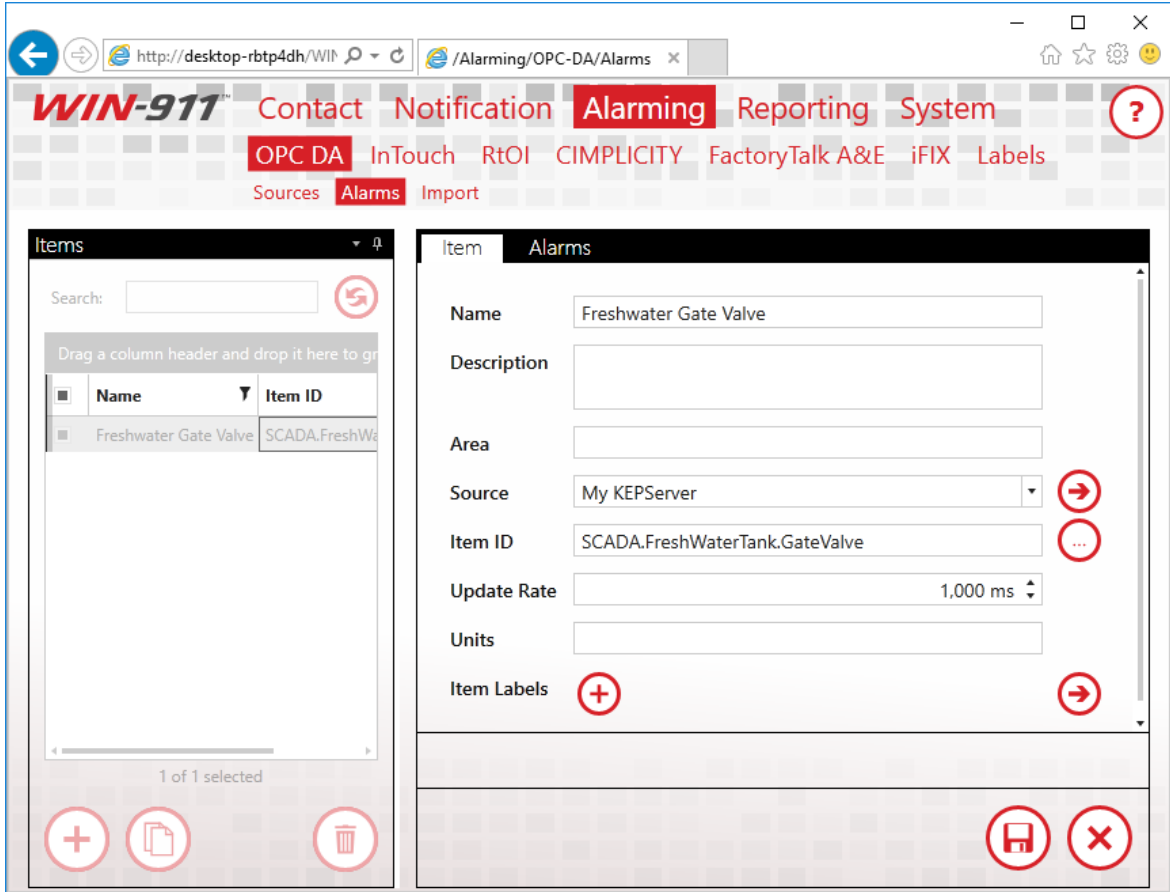 http://desktop-rbtp4dh/WIN
/Alarming/OPC-DA/Alarms
WIN-911™ Contact Notification Alarming Reporting System ?
OPC DA InTouch RtOI CIMPLICITY FactoryTalk A&E iFIX Labels
Sources Alarms Import
Items
Search:
Drag a column header and drop it here to gr
Name Item ID
Freshwater Gate Valve SCADA.FreshWa
1 of 1 selected
Item Alarms
Name Freshwater Gate Valve
Description
Area
Source My KEPServer
Item ID SCADA.FreshWaterTank.GateValve ...
Update Rate 1,000 ms
Units
Item Labels